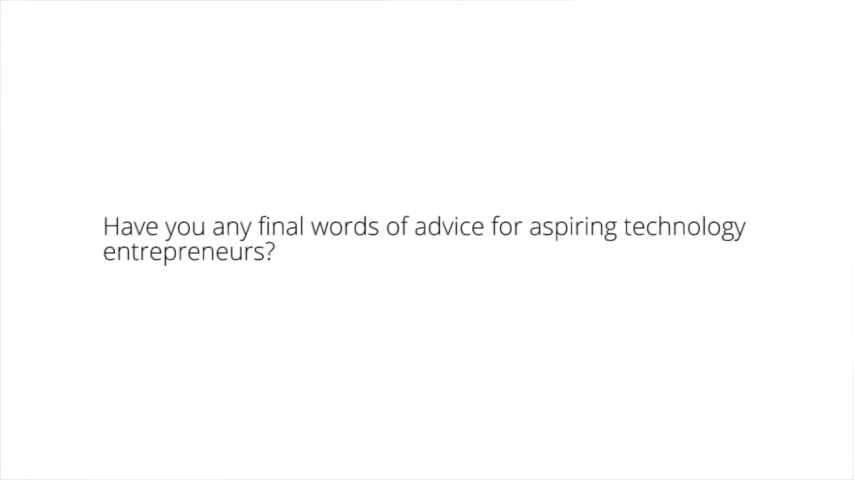 Have you any final words of advice for aspiring technology
entrepreneurs?